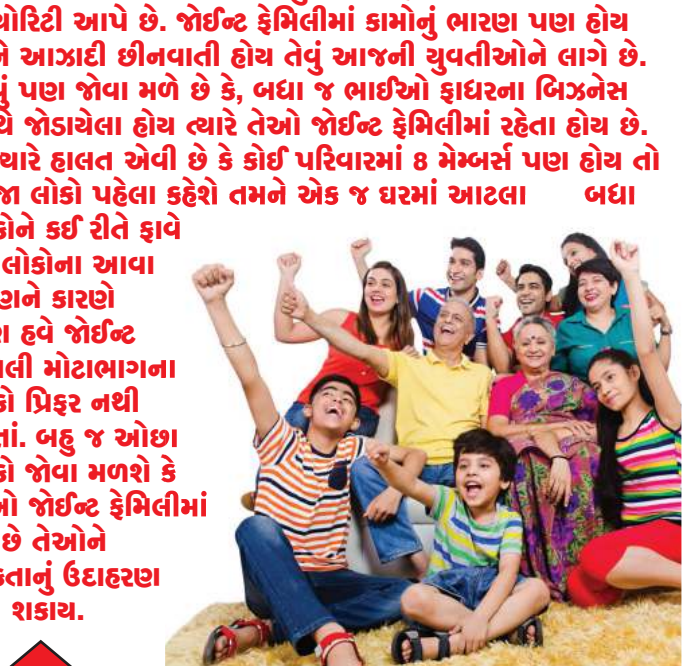 આપે છે. જોઈન્ટ ફેમિલીમાં કામોનું ભારણ પણ હોય
આઝાદી છીનવાતી હોય તેવું આજની યુવતીઓને લાગે છે.
પણ જોવા મળે છે કે, બધા જ ભાઈઓ ફાધરના બિઝનેસ
જોડાયેલા હોય ત્યારે તેઓ જોઈન્ટ ફેમિલીમાં રહેતા હોય છે.
હાલત એવી છે કે કોઈ પરિવારમાં 8 મેમ્બર્સ પણ હોય તો
લોકો પહેલા કહેશે તમને એક જ ઘરમાં આટલા બધા
કઈ રીતે ફાવે
લોકોના આવા
કારણે
હવે જોઈન્ટ
મોટાભાગના
પ્રિફર નથી
બહુ જ ઓછા
જોવા મળશે કે
જોઈન્ટ ફેમિલીમાં
છે તેઓને
ઉદાહરણ
શકાય.